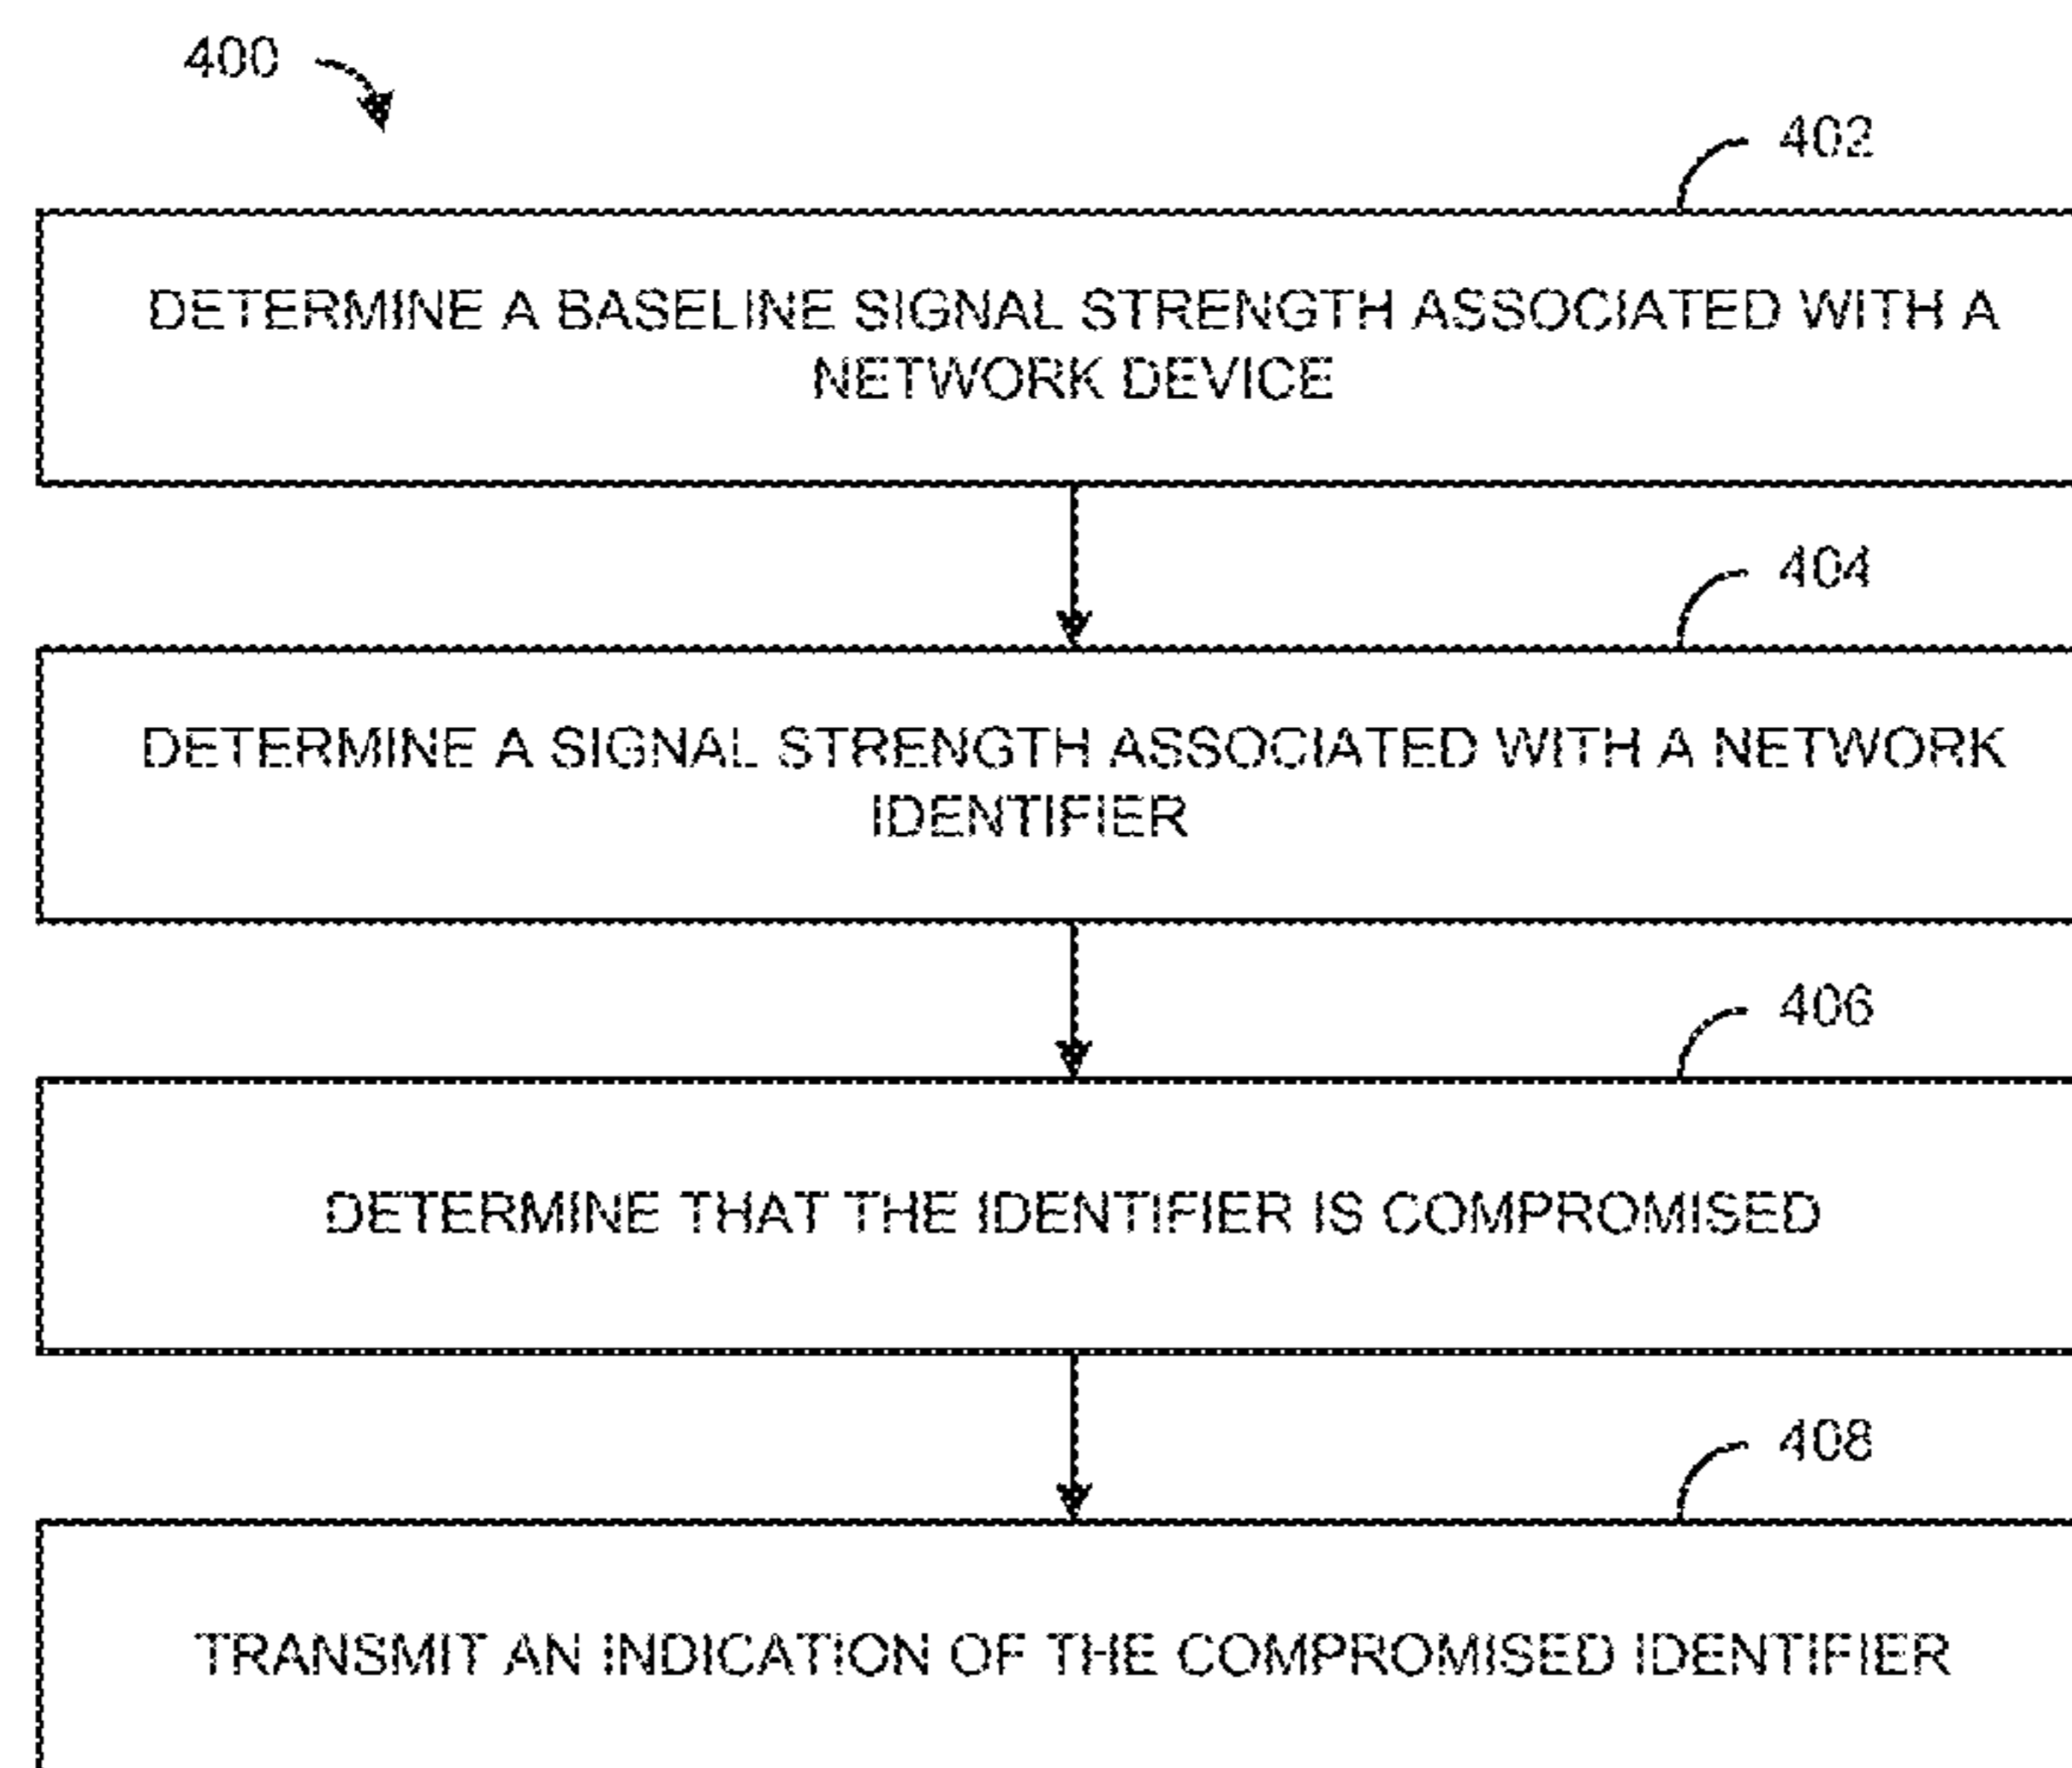 400
402
DETERMINE A BASELINE SIGNAL STRENGTH ASSOCIATED WITH A
NETWORK DEVICE
404
DETERMINE A SIGNAL STRENGTH ASSOCIATED WITH A NETWORK
IDENTIFIER
406
DETERMINE THAT THE IDENTIFIER IS COMPROMISED
408
TRANSMIT AN INDICATION OF THE COMPROMISED IDENTIFIER